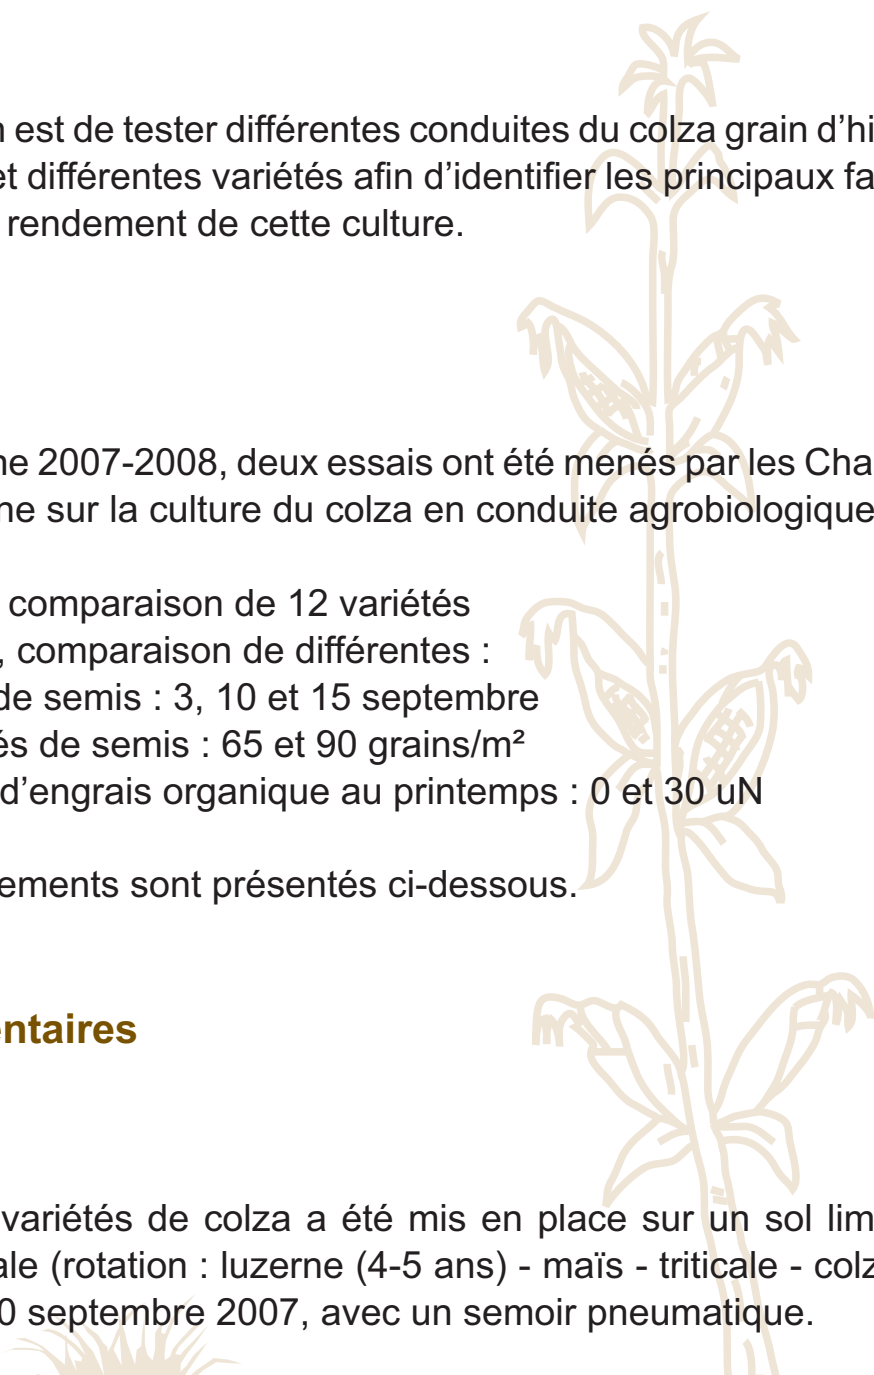 est de tester différentes conduites du colza grain d’hi
et différentes variétés afin d’identifier les principaux fa
rendement de cette culture.
ne 2007-2008, deux essais ont été menés par les Cha
ne sur la culture du colza en conduite agrobiologique
comparaison de 12 variétés
, comparaison de différentes :
de semis : 3, 10 et 15 septembre
és de semis : 65 et 90 grains/m²
d’engrais organique au printemps : 0 et 30 uN
ements sont présentés ci-dessous.
entaires
variétés de colza a été mis en place sur un sol lim
ale (rotation : luzerne (4-5 ans) - maïs - triticale - colz
0 septembre 2007, avec un semoir pneumatique.